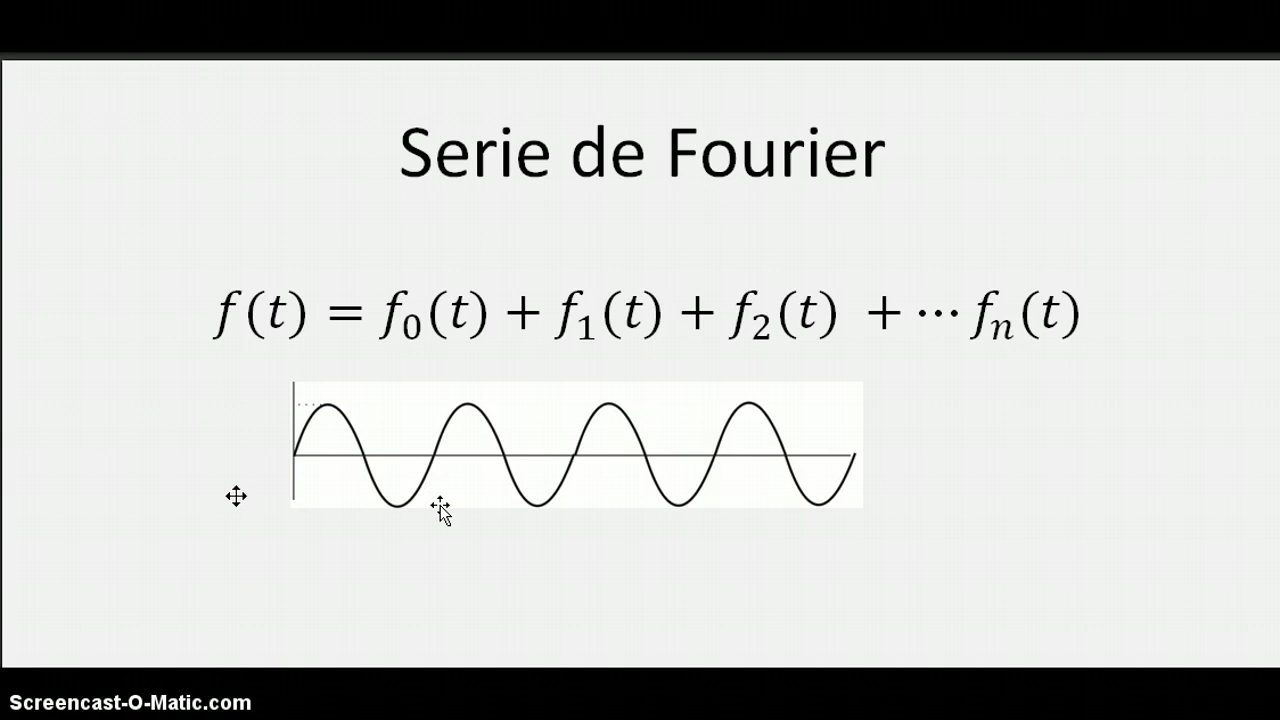 Serie de Fourier
f(t) = f₀(t) + f₁(t) + f₂(t) + ⋯ fₙ(t)
Screencast-O-Matic.com